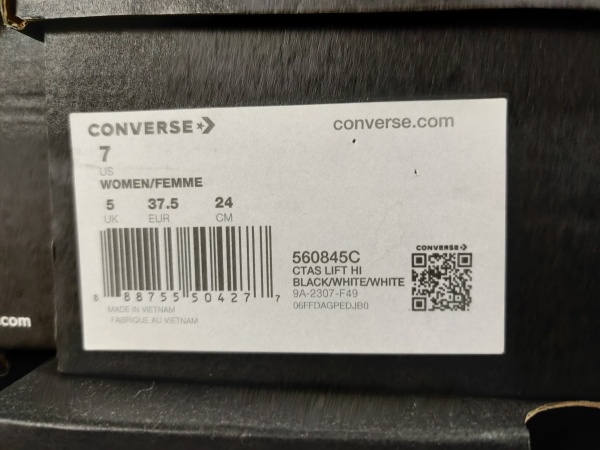 CONVERSE
converse.com
7
US
WOMEN/FEMME
5 37.5 24
UK EUR CM
560845C
CTAS LIFT HI
BLACK/WHITE/WHITE
9A-2307-F49
06FFDAGPEDJB0
8 88755 50427 7
MADE IN VIETNAM
FABRIQUE AU VIETNAM
CONVERSE
.com